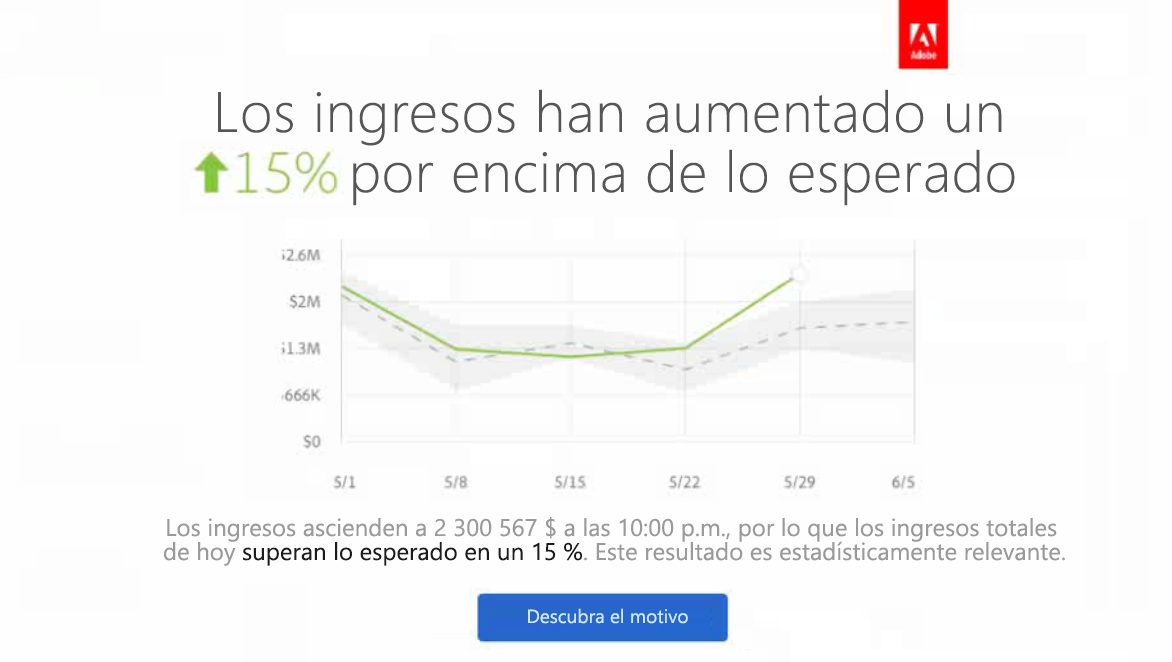 Adobe
Los ingresos han aumentado un
15% por encima de lo esperado
$2.6M
$2M
$1.3M
666K
$0
5/1 5/8 5/15 5/22 5/29 6/5
Los ingresos ascienden a 2 300 567 $ a las 10:00 p.m., por lo que los ingresos totales
de hoy superan lo esperado en un 15 %. Este resultado es estadísticamente relevante.
Descubra el motivo